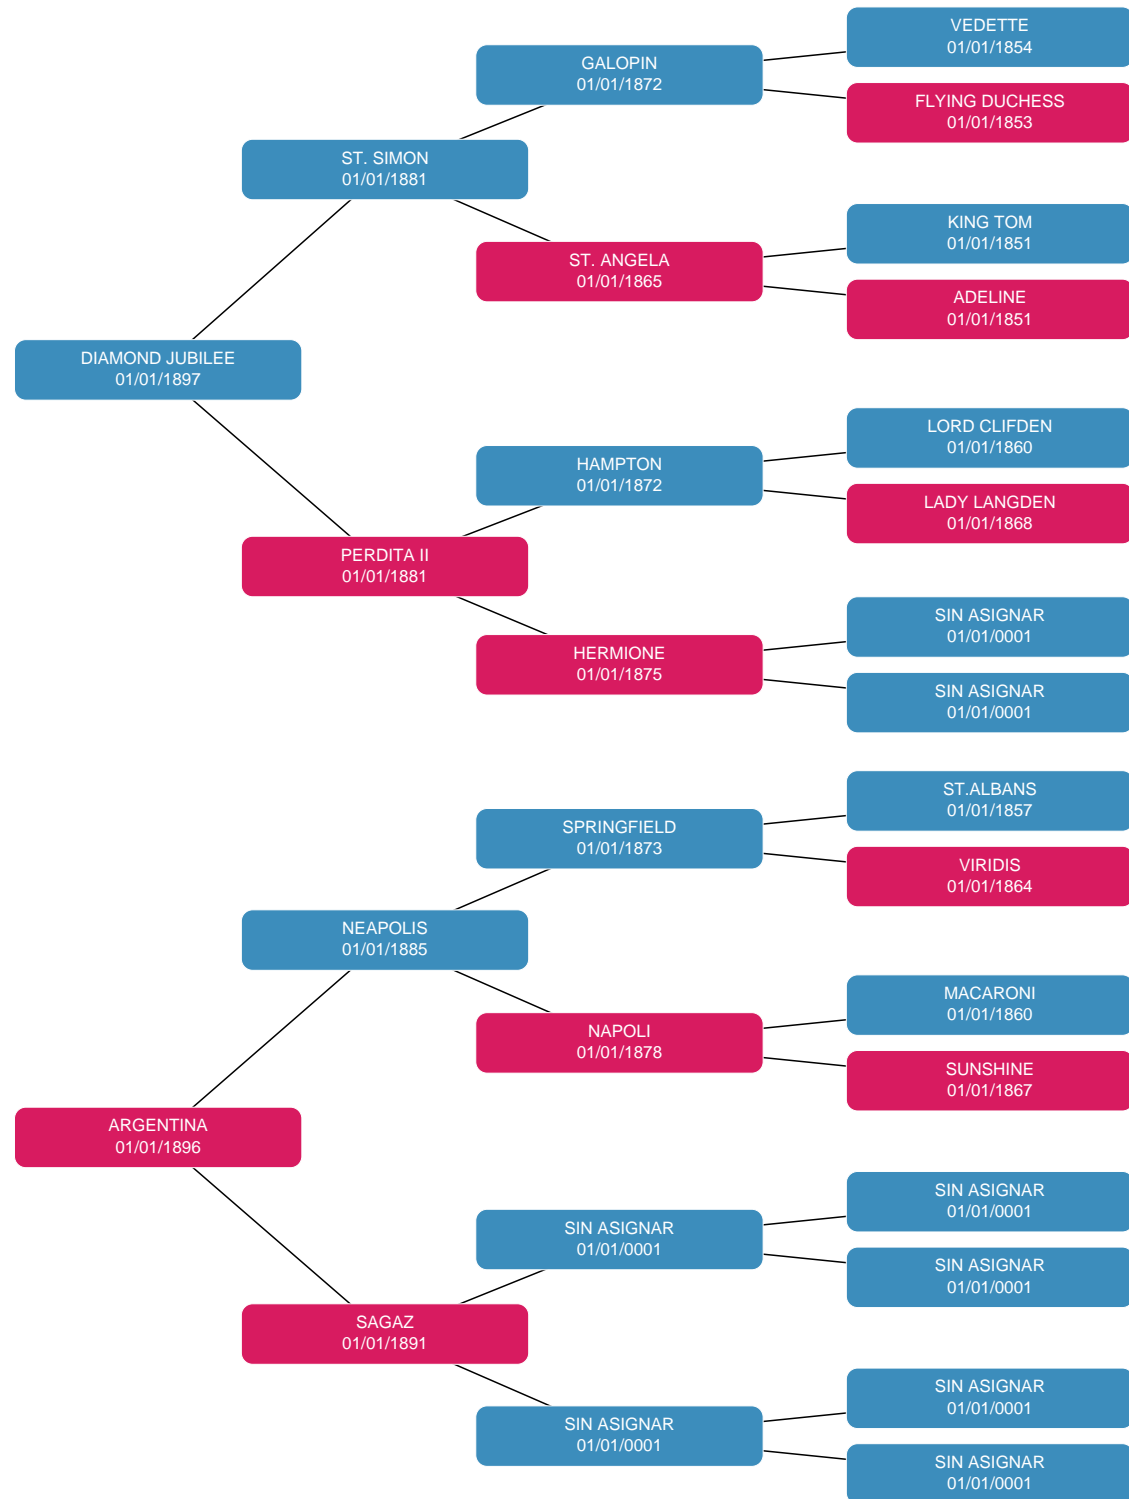 VEDETTE
01/01/1854
GALOPIN
01/01/1872
FLYING DUCHESS
01/01/1853
ST. SIMON
01/01/1881
KING TOM
01/01/1851
ST. ANGELA
01/01/1865
ADELINE
01/01/1851
DIAMOND JUBILEE
01/01/1897
LORD CLIFDEN
01/01/1860
HAMPTON
01/01/1872
LADY LANGDEN
01/01/1868
PERDITA II
01/01/1881
SIN ASIGNAR
01/01/0001
HERMIONE
01/01/1875
SIN ASIGNAR
01/01/0001
ST.ALBANS
01/01/1857
SPRINGFIELD
01/01/1873
VIRIDIS
01/01/1864
NEAPOLIS
01/01/1885
MACARONI
01/01/1860
NAPOLI
01/01/1878
SUNSHINE
01/01/1867
ARGENTINA
01/01/1896
SIN ASIGNAR
01/01/0001
SIN ASIGNAR
01/01/0001
SIN ASIGNAR
01/01/0001
SAGAZ
01/01/1891
SIN ASIGNAR
01/01/0001
SIN ASIGNAR
01/01/0001
SIN ASIGNAR
01/01/0001